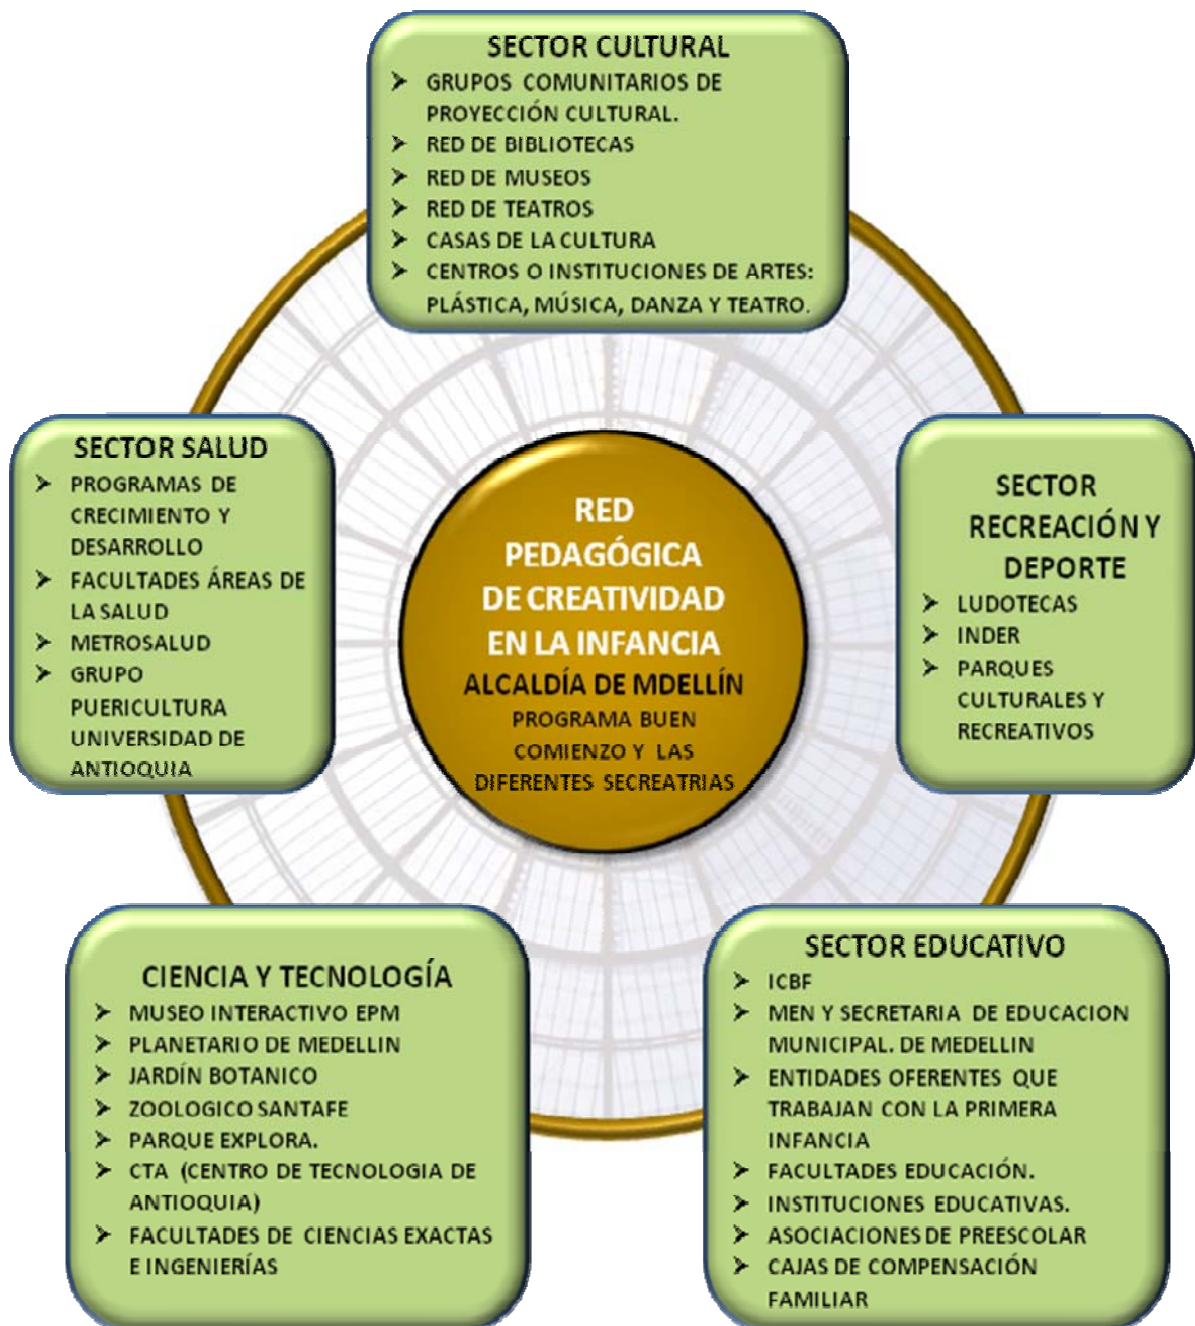 SECTOR CULTURAL
➤ GRUPOS COMUNITARIOS DE
PROYECCIÓN CULTURAL.
➤ RED DE BIBLIOTECAS
➤ RED DE MUSEOS
➤ RED DE TEATROS
➤ CASAS DE LA CULTURA
➤ CENTROS O INSTITUCIONES DE ARTES:
PLÁSTICA, MÚSICA, DANZA Y TEATRO.
SECTOR SALUD
➤ PROGRAMAS DE
CRECIMIENTO Y
DESARROLLO
➤ FACULTADES ÁREAS DE
LA SALUD
➤ METROSALUD
➤ GRUPO
PUERICULTURA
UNIVERSIDAD DE
ANTIOQUIA
RED
PEDAGÓGICA
DE CREATIVIDAD
EN LA INFANCIA
ALCALDÍA DE MDELLÍN
PROGRAMA BUEN
COMIENZO Y LAS
DIFERENTES SECREATRIAS
SECTOR
RECREACIÓN Y
DEPORTE
➤ LUDOTECAS
➤ INDER
➤ PARQUES
CULTURALES Y
RECREATIVOS
CIENCIA Y TECNOLOGÍA
➤ MUSEO INTERACTIVO EPM
➤ PLANETARIO DE MEDELLIN
➤ JARDÍN BOTANICO
➤ ZOOLOGICO SANTAFE
➤ PARQUE EXPLORA.
➤ CTA (CENTRO DE TECNOLOGIA DE
ANTIOQUIA)
➤ FACULTADES DE CIENCIAS EXACTAS
E INGENIERÍAS
SECTOR EDUCATIVO
➤ ICBF
➤ MEN Y SECRETARIA DE EDUCACION
MUNICIPAL. DE MEDELLIN
➤ ENTIDADES OFERENTES QUE
TRABAJAN CON LA PRIMERA
INFANCIA
➤ FACULTADES EDUCACIÓN.
➤ INSTITUCIONES EDUCATIVAS.
➤ ASOCIACIONES DE PREESCOLAR
➤ CAJAS DE COMPENSACIÓN
FAMILIAR